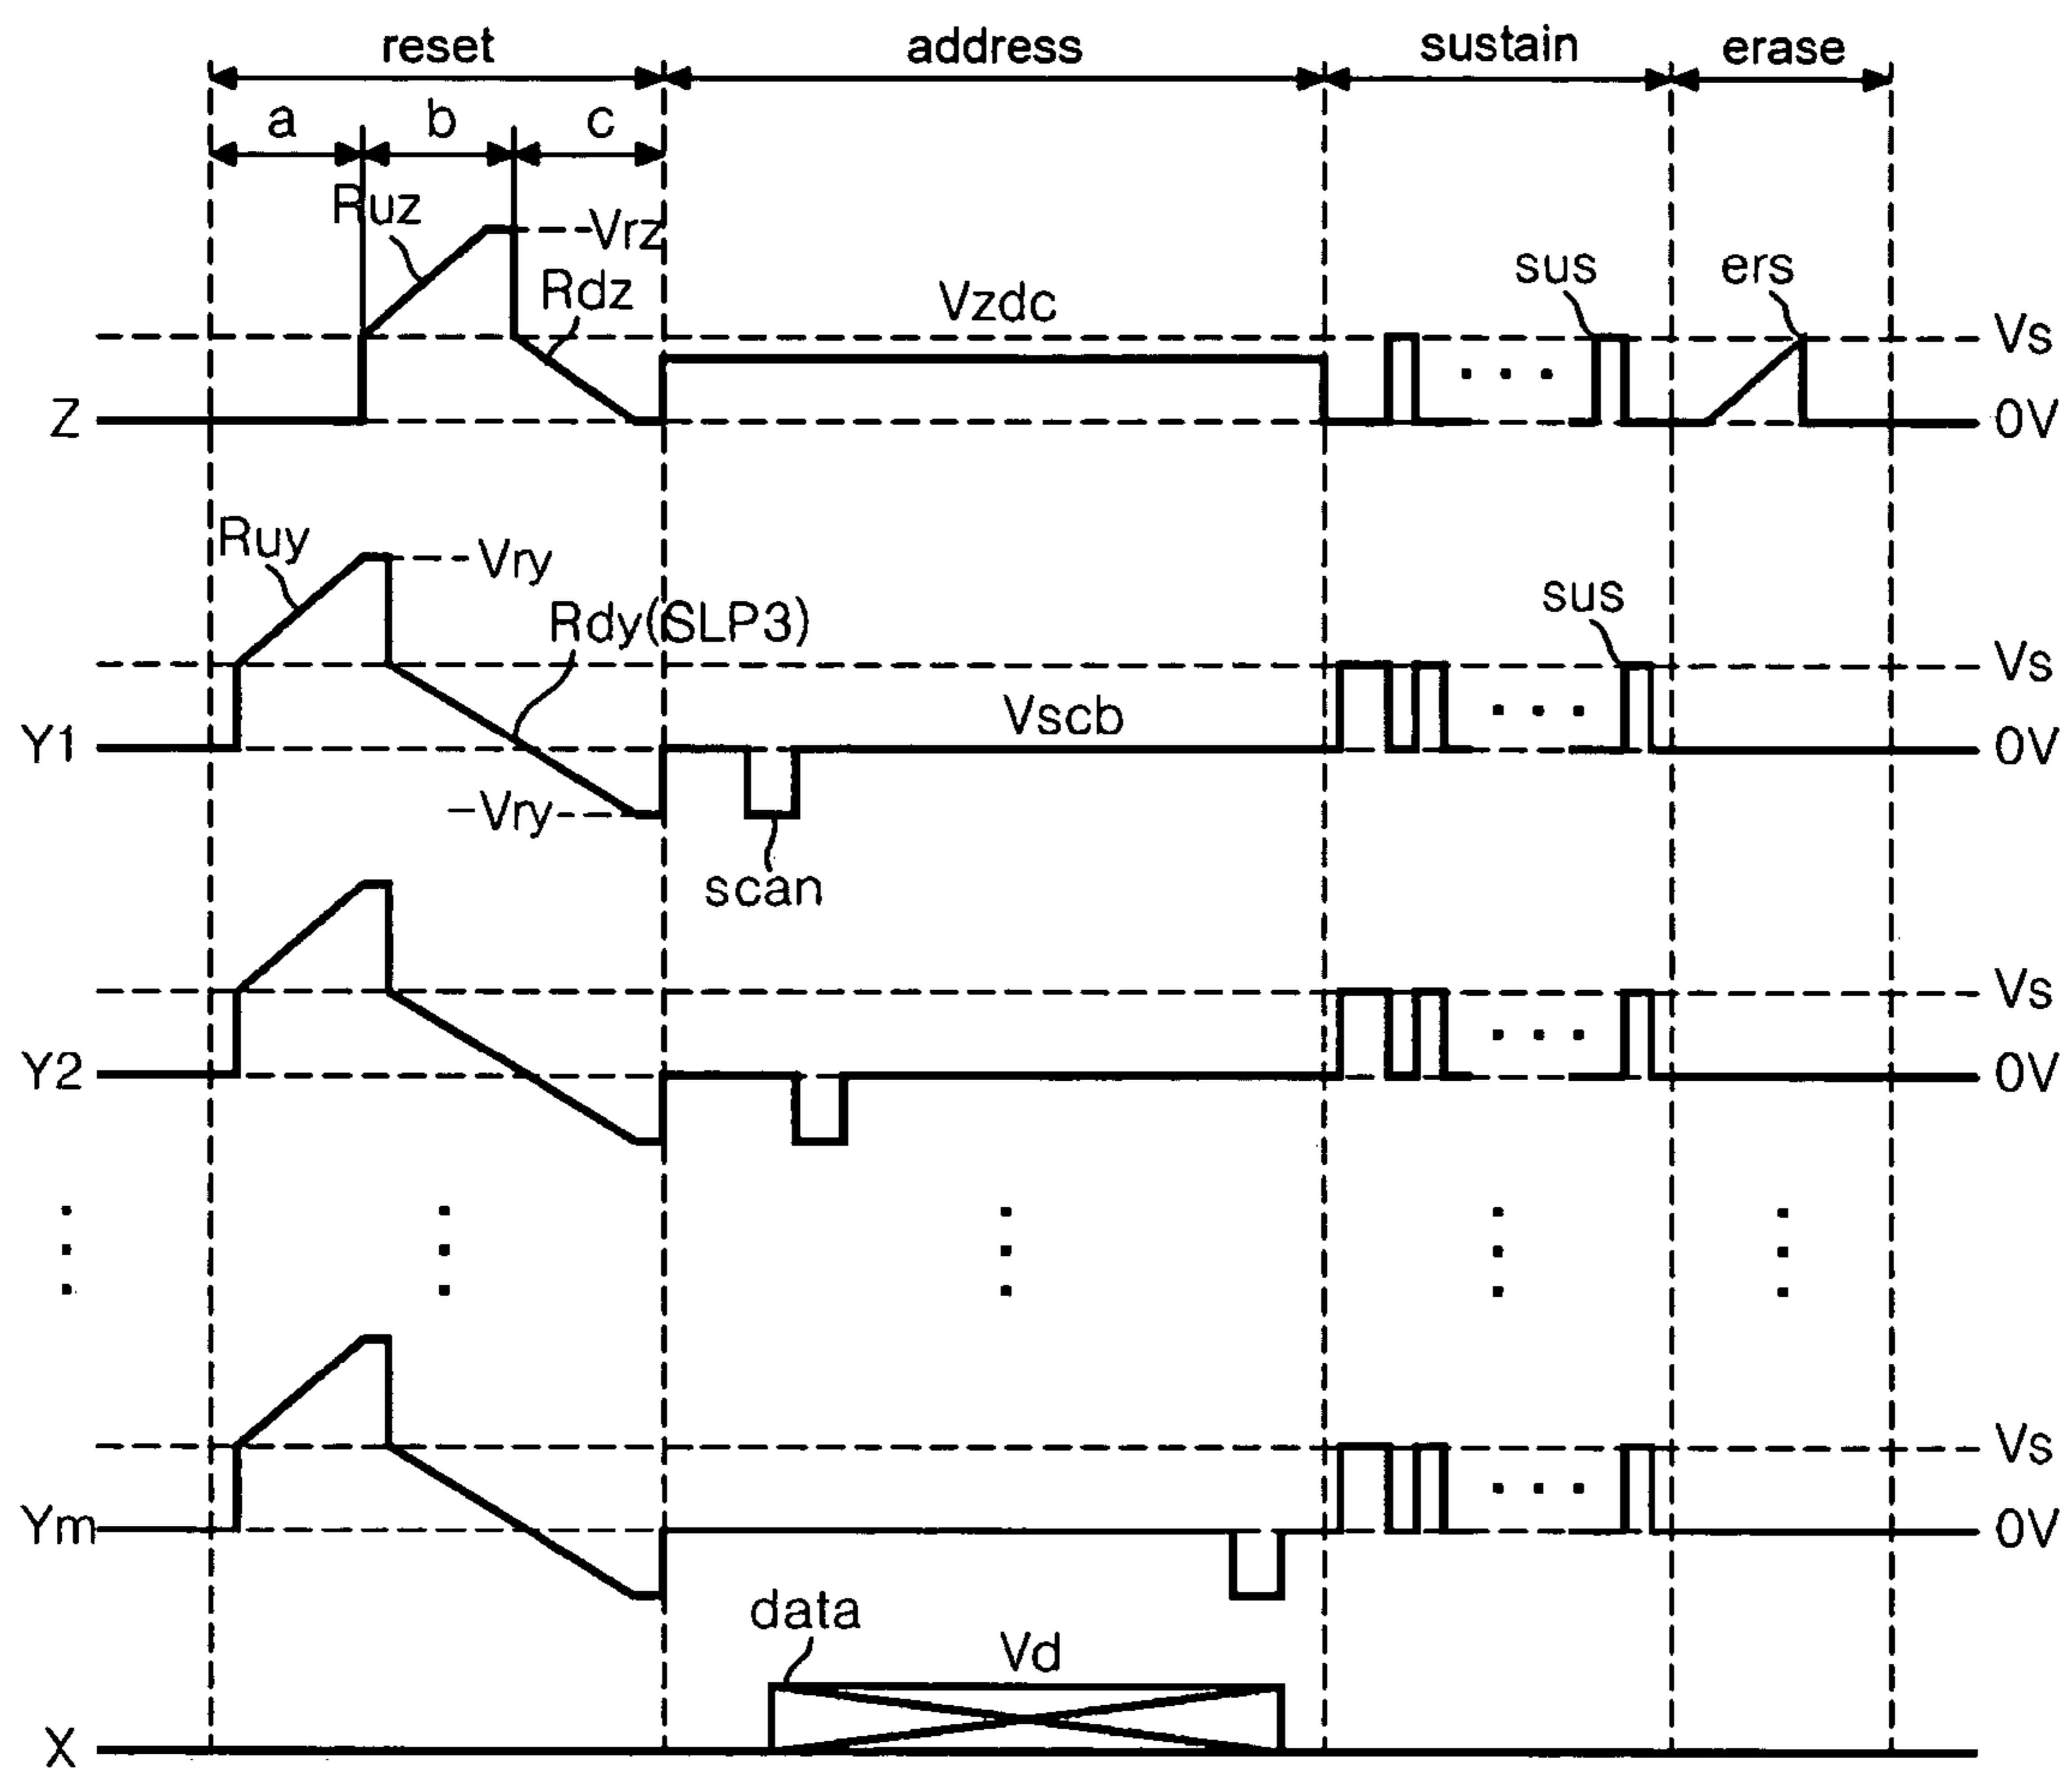 reset address sustain erase
a b c
Ruz
Vrz
Rdz
Vzdc
sus
ers
Vs
Z
0V
Ruy
Vry
Rdy(SLP3)
sus
Vs
Y1
Vscb
0V
-Vry
scan
Vs
Y2
0V
Vs
Ym
0V
data
Vd
X